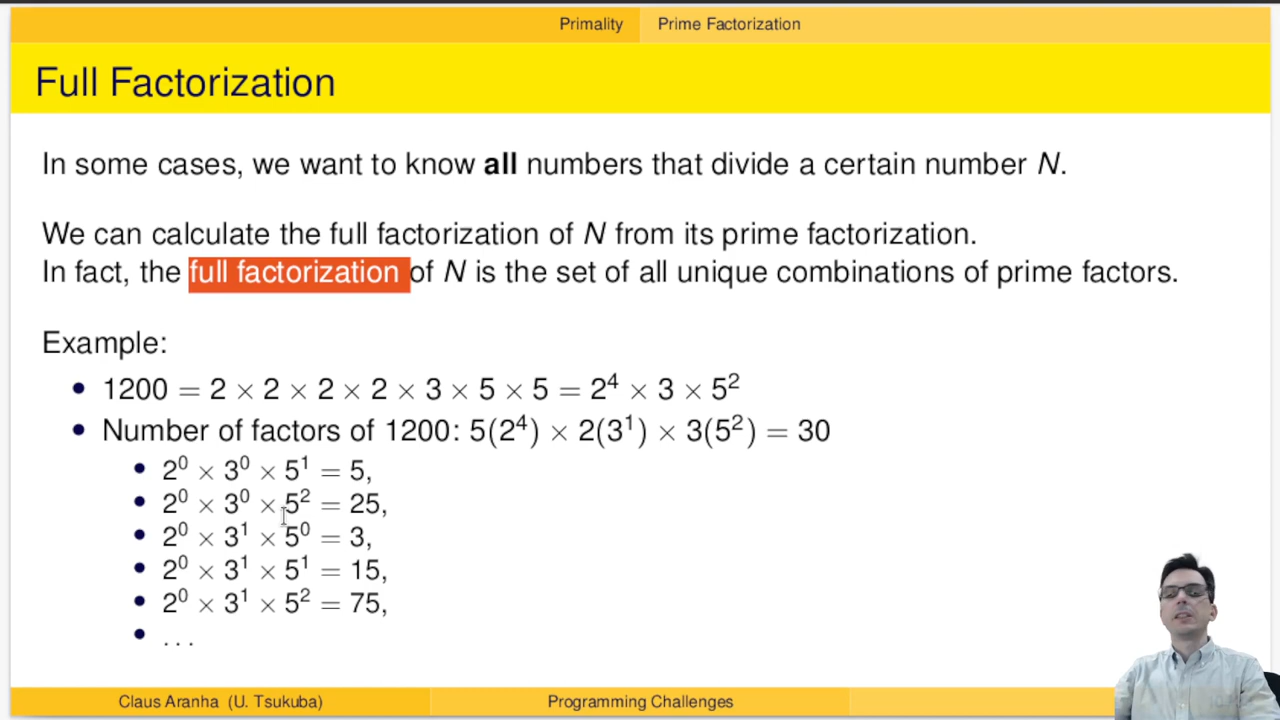 Primality Prime Factorization
Full Factorization
In some cases, we want to know all numbers that divide a certain number N.
We can calculate the full factorization of N from its prime factorization.
In fact, the full factorization of N is the set of all unique combinations of prime factors.
Example:
• 1200 = 2 × 2 × 2 × 2 × 3 × 5 × 5 = 2⁴ × 3 × 5²
• Number of factors of 1200: 5(2⁴) × 2(3¹) × 3(5²) = 30
• 2⁰ × 3⁰ × 5¹ = 5,
• 2⁰ × 3⁰ × 5² = 25,
• 2⁰ × 3¹ × 5⁰ = 3,
• 2⁰ × 3¹ × 5¹ = 15,
• 2⁰ × 3¹ × 5² = 75,
• . . .
Claus Aranha (U. Tsukuba) Programming Challenges